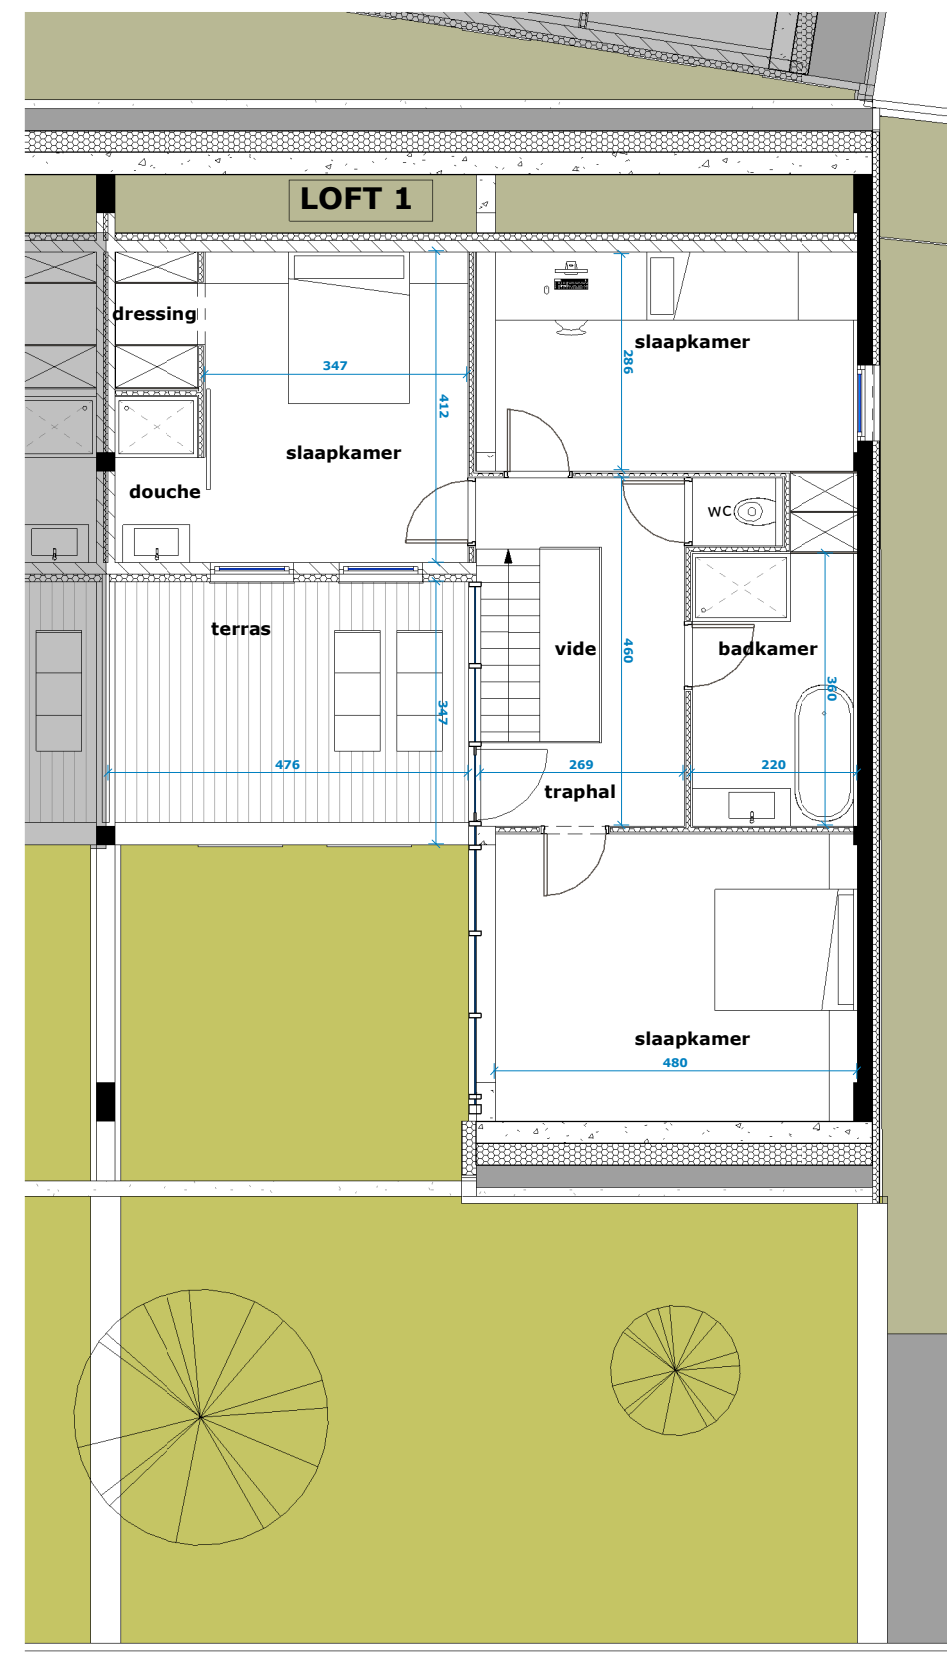 LOFT 1
dressing
slaapkamer
286
347
412
slaapkamer
douche
wc
terras
vide
460
badkamer
360
347
476
269
220
traphal
slaapkamer
480